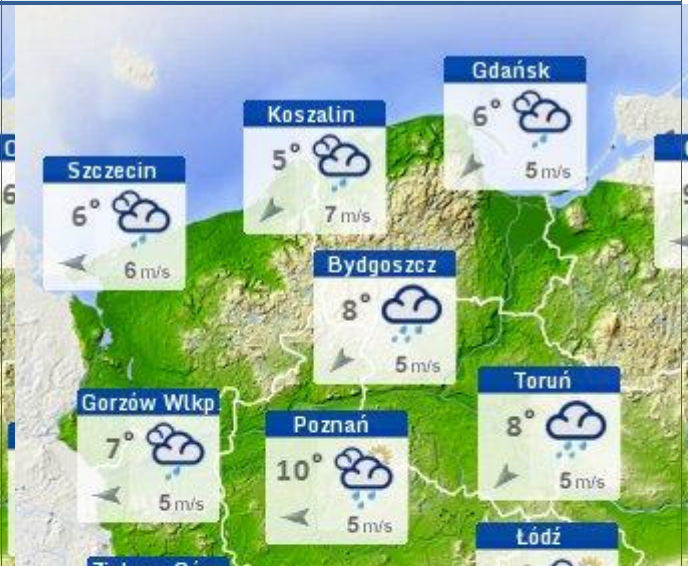 Gdańsk
6°
5 m/s
Koszalin
5°
7 m/s
Szczecin
6°
6 m/s
Bydgoszcz
8°
5 m/s
Toruń
8°
5 m/s
Gorzów Wlkp
7°
5 m/s
Poznań
10°
5 m/s
Łódź